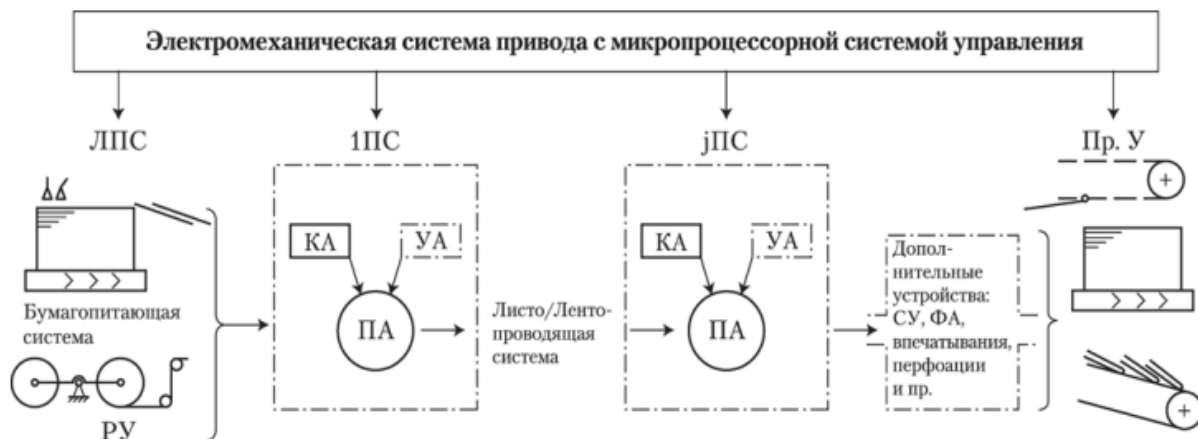 Электромеханическая система привода с микропроцессорной системой управления
ЛПС
1ПС
jПС
Пр. У
КА
УА
ПА
КА
УА
ПА
Бумагопитающая
система
РУ
Листо/Ленто-
проводящая
система
Допол-
нительные
устройства:
СУ, ФА,
впечатывания,
перфоации
и пр.